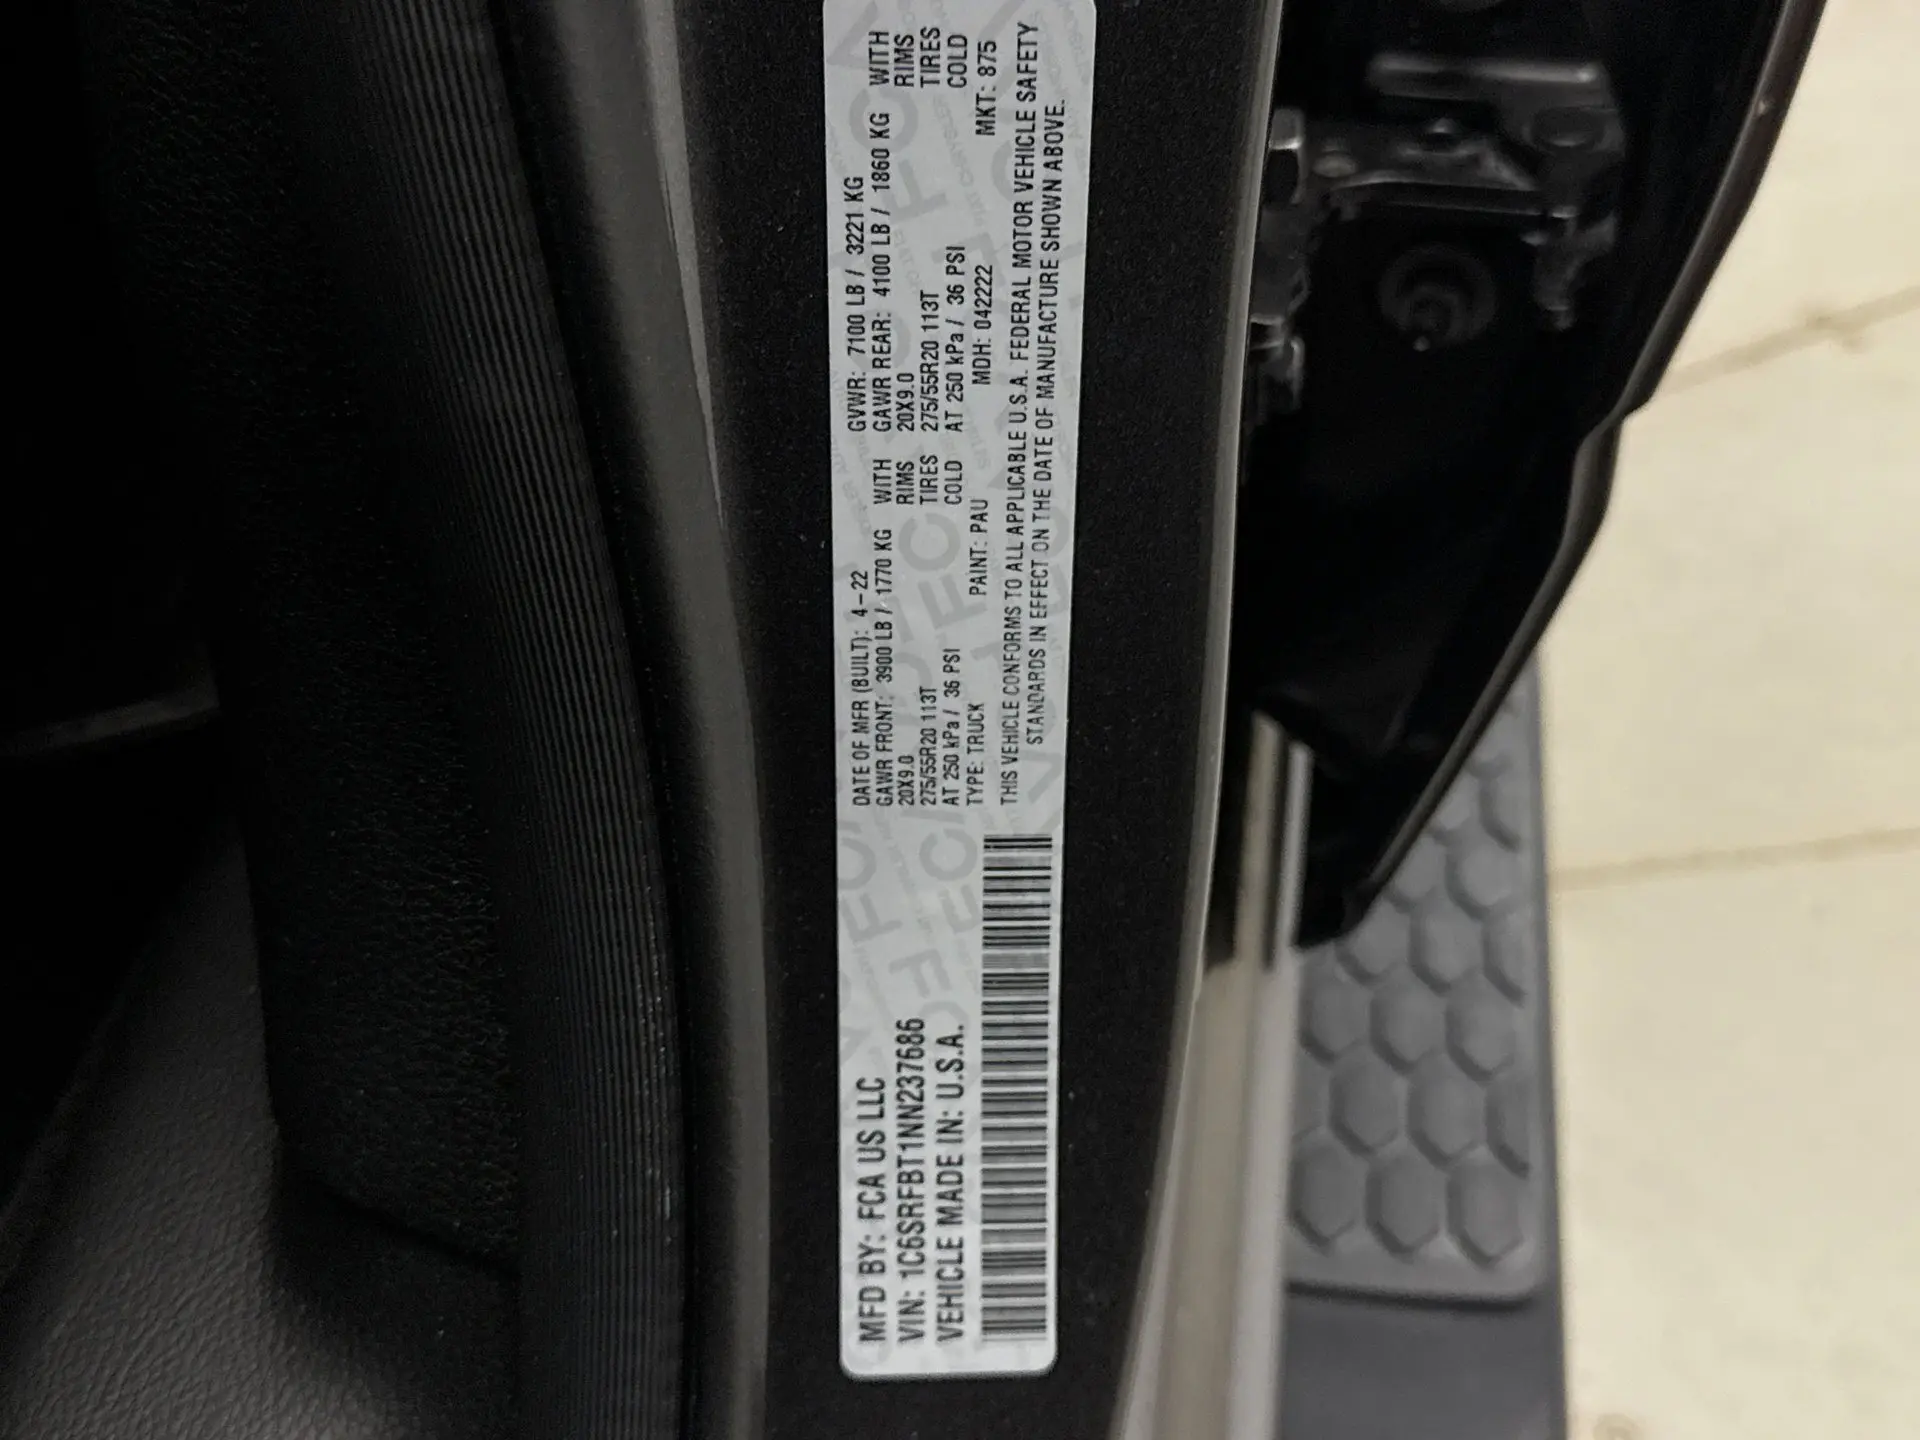 MFD BY: FCA US LLC
VIN: 1C6SRFBT1NN237686
VEHICLE MADE IN: U.S.A.
DATE OF MFR (BUILT): 4-22 GVWR: 7100 LB / 3221 KG
GAWR FRONT: 3900 LB / 1770 KG WITH GAWR REAR: 4100 LB / 1860 KG WITH
20X9.0 RIMS 20X9.0 RIMS
275/55R20 113T TIRES 275/55R20 113T TIRES
AT 250 kPa / 36 PSI COLD AT 250 kPa / 36 PSI COLD
TYPE: TRUCK PAINT: PAU MDH: 042222 MKT: 875
THIS VEHICLE CONFORMS TO ALL APPLICABLE U.S.A. FEDERAL MOTOR VEHICLE SAFETY
STANDARDS IN EFFECT ON THE DATE OF MANUFACTURE SHOWN ABOVE.